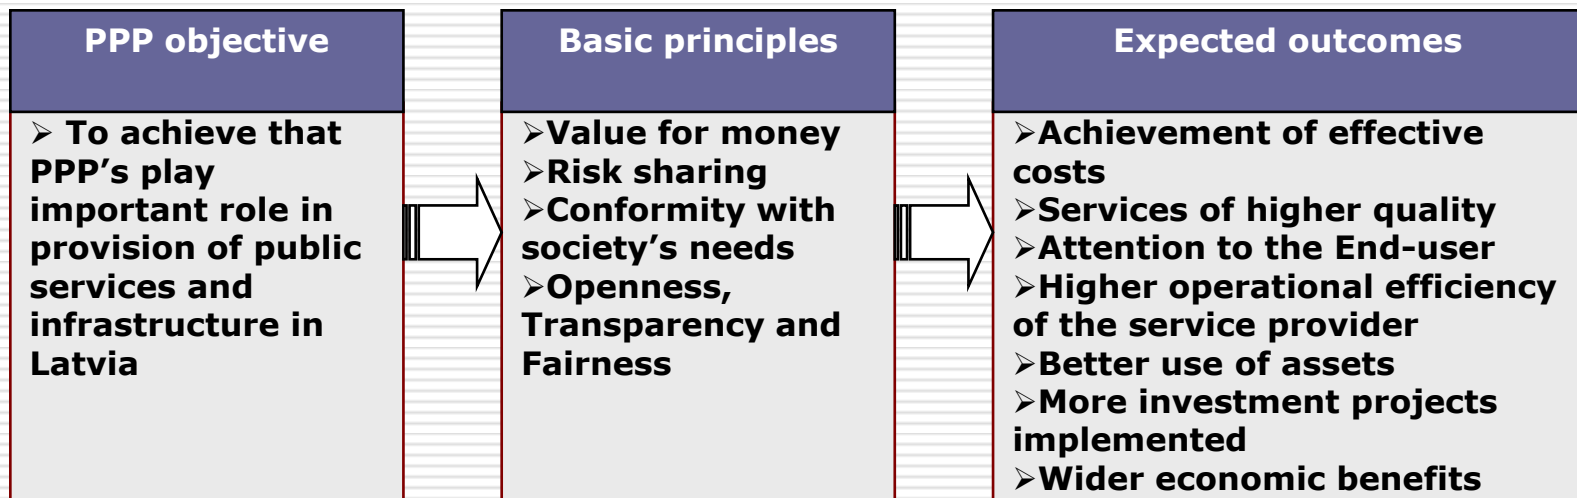 PPP objective
➢ To achieve that
PPP’s play
important role in
provision of public
services and
infrastructure in
Latvia
Basic principles
➢Value for money
➢Risk sharing
➢Conformity with
society’s needs
➢Openness,
Transparency and
Fairness
Expected outcomes
➢Achievement of effective
costs
➢Services of higher quality
➢Attention to the End-user
➢Higher operational efficiency
of the service provider
➢Better use of assets
➢More investment projects
implemented
➢Wider economic benefits